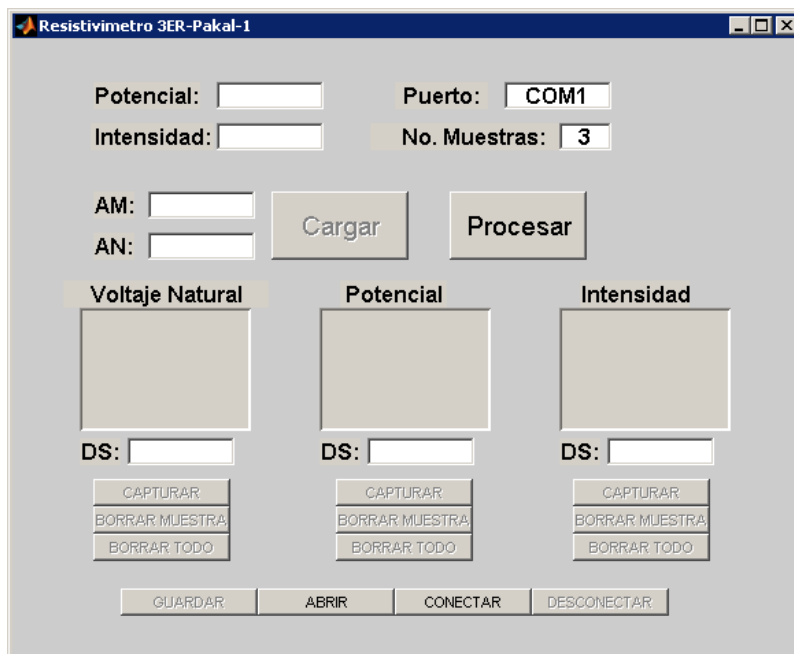 Resistivimetro 3ER-Pakal-1
Potencial: Puerto: COM1
Intensidad: No. Muestras: 3
AM:
Cargar Procesar
AN:
Voltaje Natural Potencial Intensidad
DS: DS: DS:
CAPTURAR CAPTURAR CAPTURAR
BORRAR MUESTRA BORRAR MUESTRA BORRAR MUESTRA
BORRAR TODO BORRAR TODO BORRAR TODO
GUARDAR ABRIR CONECTAR DESCONECTAR